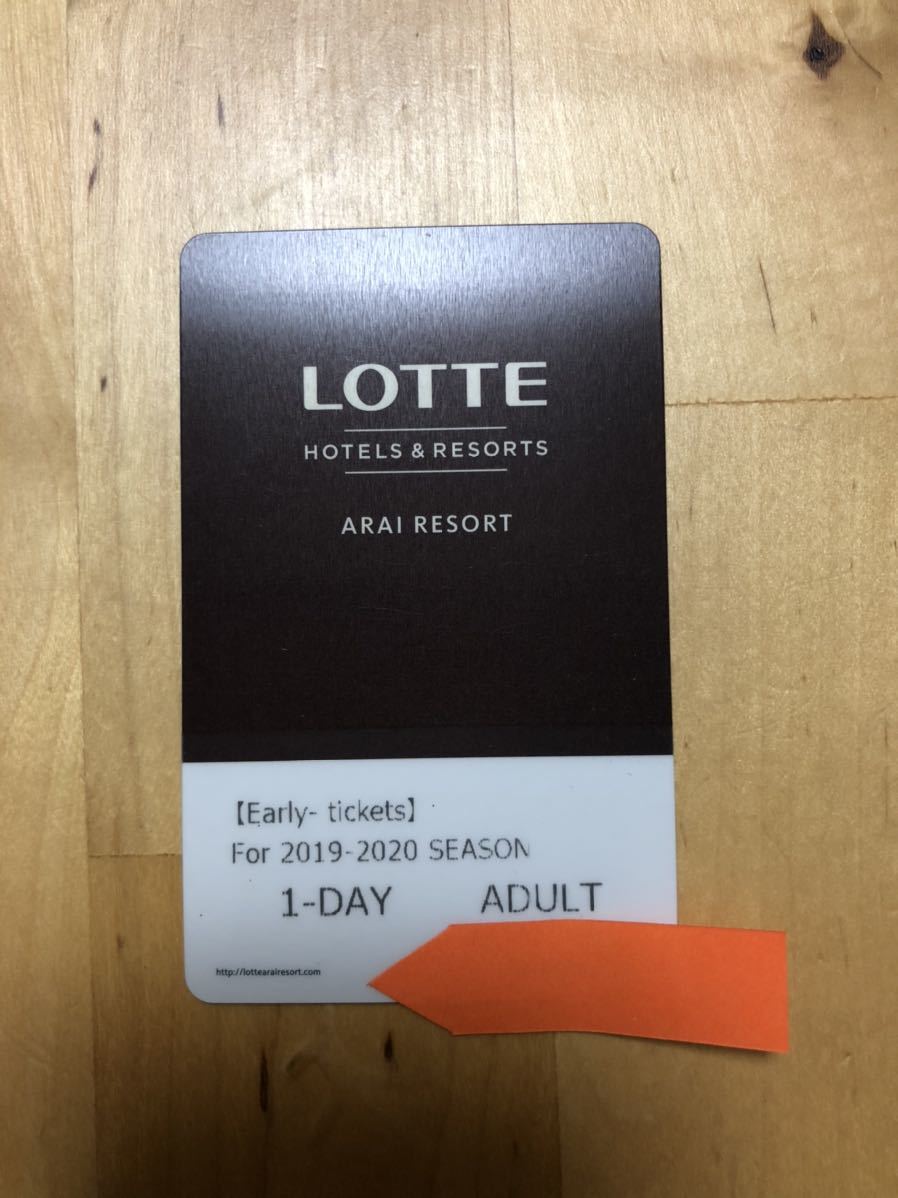 LOTTE
HOTELS & RESORTS
ARAI RESORT
【Early- tickets】
For 2019-2020 SEASON
1-DAY ADULT
http://lottearairesort.com